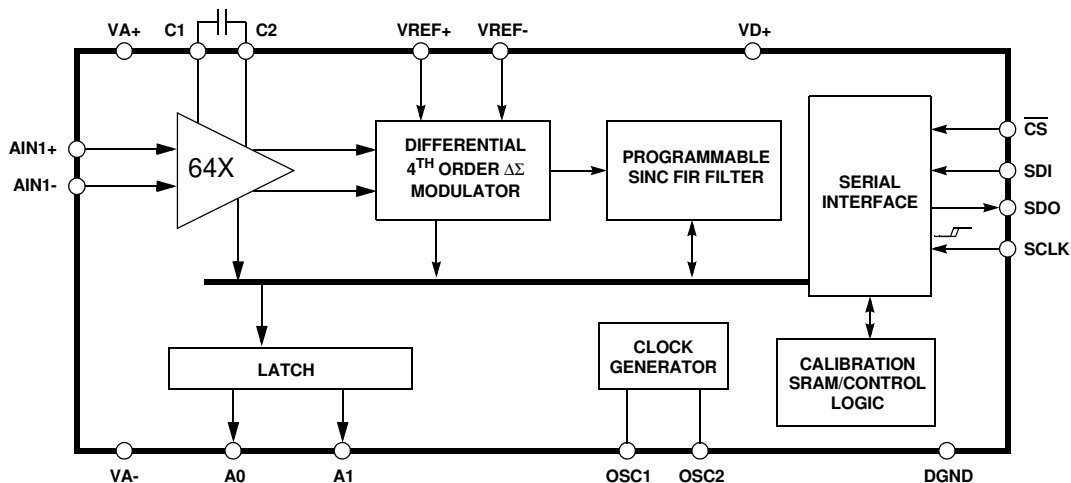 VA+ C1 C2 VREF+ VREF- VD+
AIN1+
AIN1-
64X
DIFFERENTIAL
4TH ORDER ΔΣ
MODULATOR
PROGRAMMABLE
SINC FIR FILTER
SERIAL
INTERFACE
C̅S̅
SDI
SDO
SCLK
LATCH
CLOCK
GENERATOR
CALIBRATION
SRAM/CONTROL
LOGIC
VA- A0 A1 OSC1 OSC2 DGND